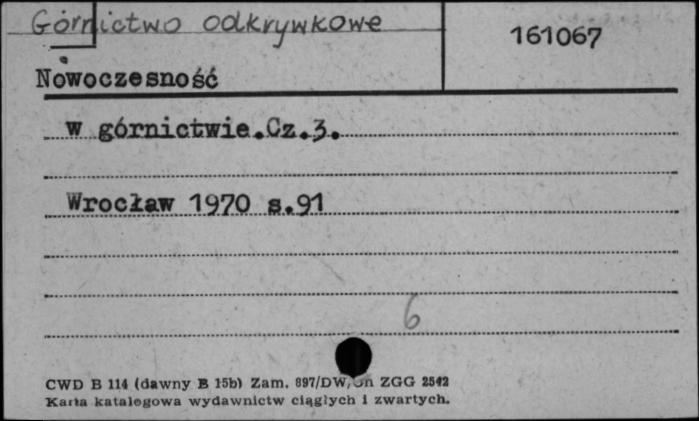 Górnictwo odkrywkowe
161067
Nowoczesność
w górnictwie.Cz.3.
Wrocław 1970 s.91
6
CWD B 114 (dawny B 15b) Zam. 897/DW, ZGG 2542
Karta katalogowa wydawnictw ciągłych i zwartych.